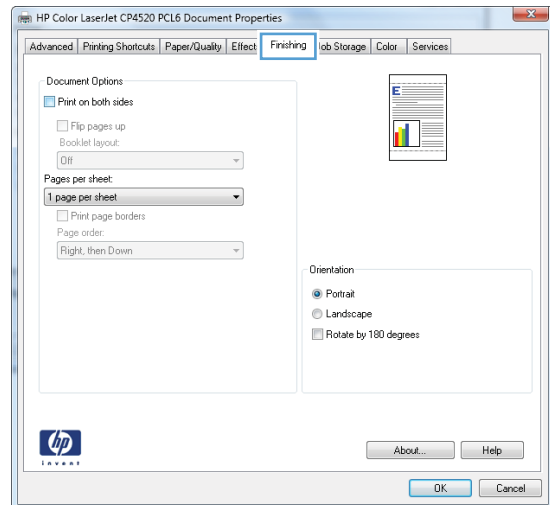 HP Color LaserJet CP4520 PCL6 Document Properties
Advanced Printing Shortcuts Paper/Quality Effect Finishing ob Storage Color Services
Document Options
Print on both sides
Flip pages up
Booklet layout:
Off
Pages per sheet:
1 page per sheet
Print page borders
Page order:
Right, then Down
E
Orientation
Portrait
Landscape
Rotate by 180 degrees
hp
invent
About... Help
OK Cancel